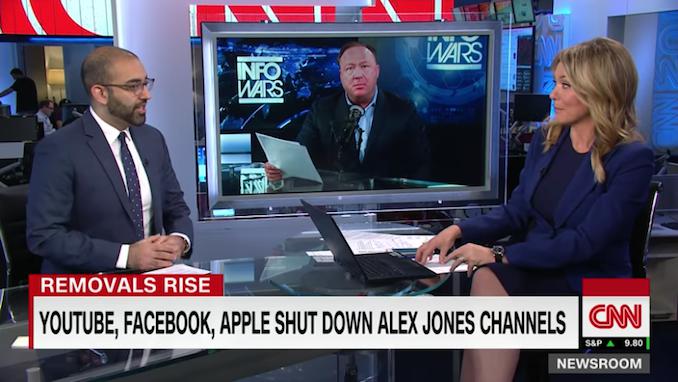 INFO
WARS
INFO
WARS
REMOVALS RISE
YOUTUBE, FACEBOOK, APPLE SHUT DOWN ALEX JONES CHANNELS
CNN
S&P ▲ 9.80
NEWSROOM